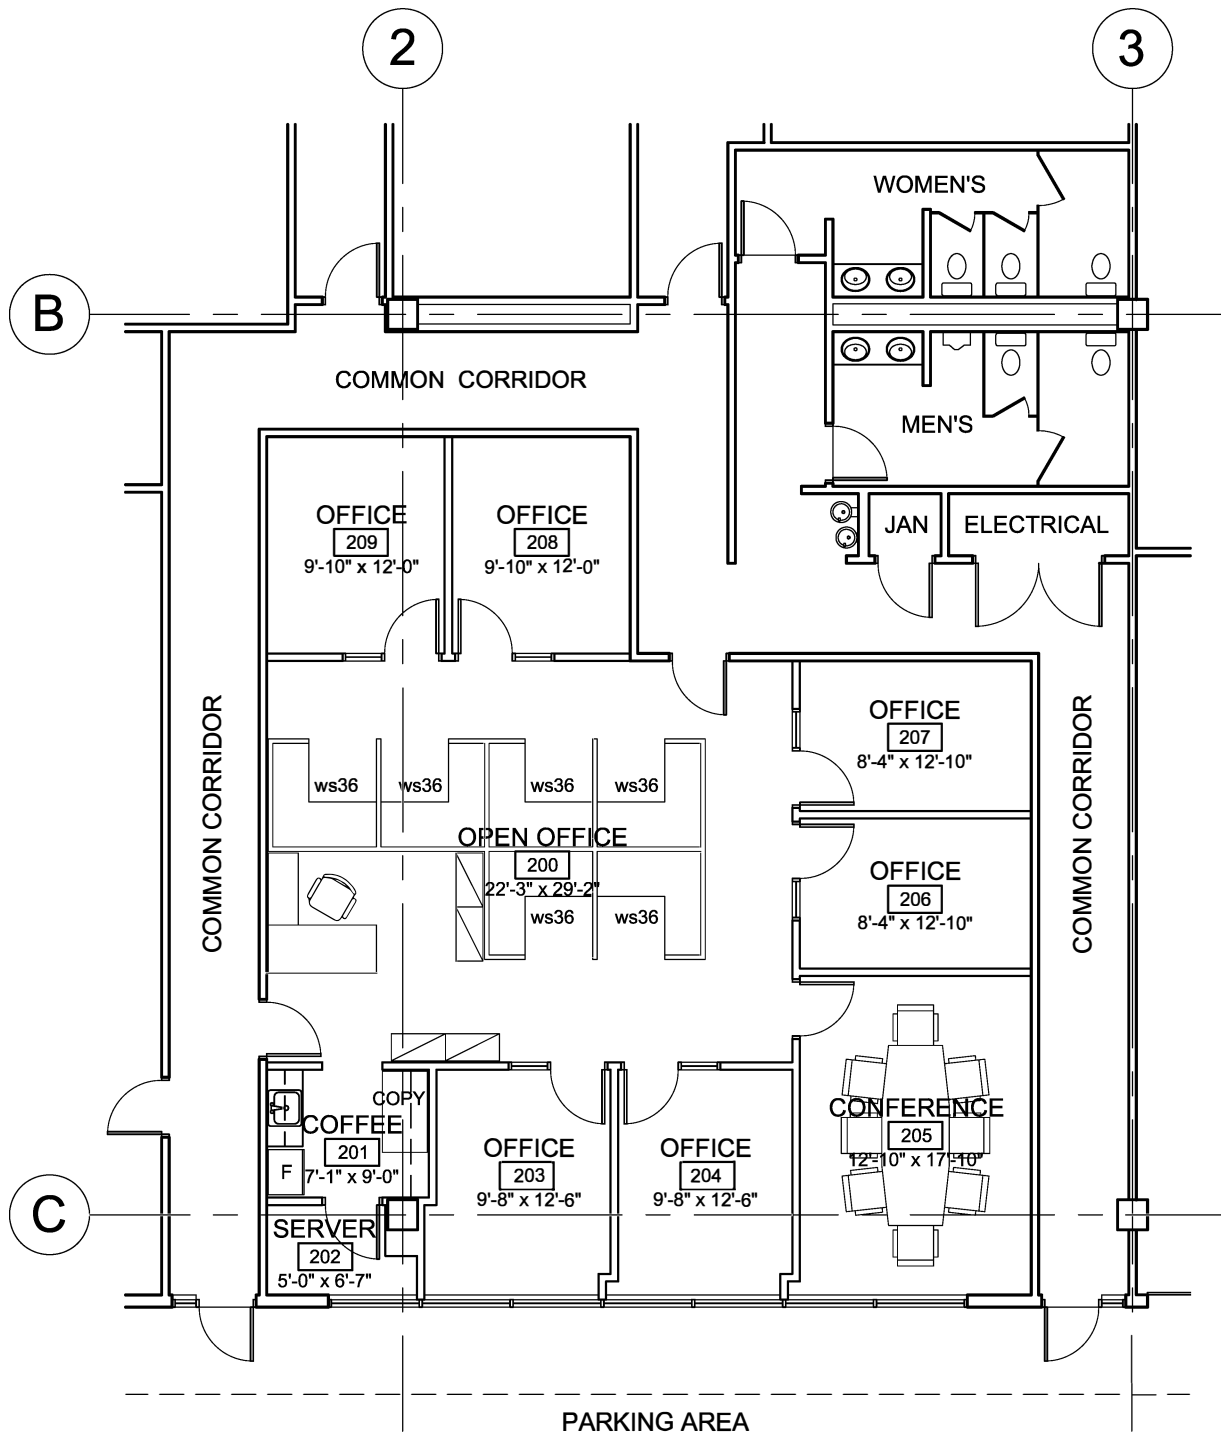 2
3
WOMEN'S
B
COMMON CORRIDOR
MEN'S
OFFICE
209
9'-10" x 12'-0"
OFFICE
208
9'-10" x 12'-0"
JAN
ELECTRICAL
COMMON CORRIDOR
OFFICE
207
8'-4" x 12'-10"
COMMON CORRIDOR
ws36
ws36
ws36
ws36
OPEN OFFICE
200
22'-3" x 29'-2"
OFFICE
206
8'-4" x 12'-10"
ws36
ws36
COPY
COFFEE
201
7'-1" x 9'-0"
F
OFFICE
203
9'-8" x 12'-6"
OFFICE
204
9'-8" x 12'-6"
CONFERENCE
205
12'-10" x 17'-10"
C
SERVER
202
5'-0" x 6'-7"
PARKING AREA